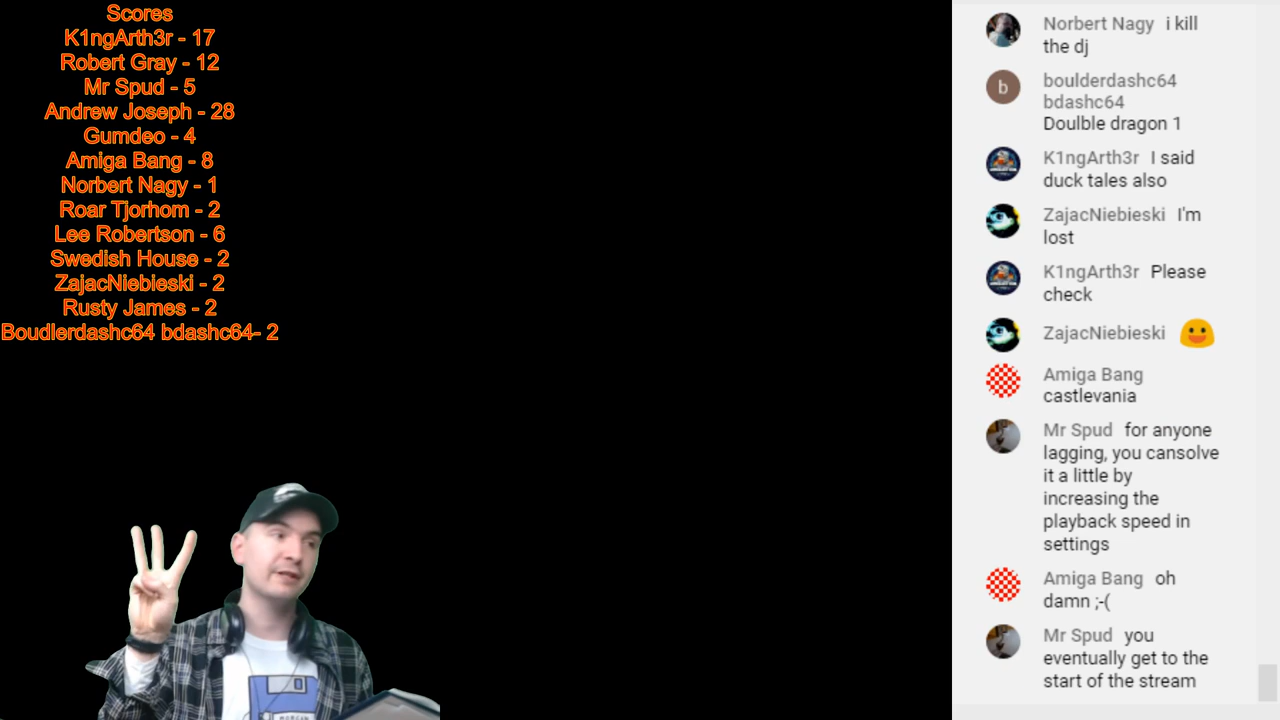 Scores
K1ngArth3r - 17
Robert Gray - 12
Mr Spud - 5
Andrew Joseph - 28
Gumdeo - 4
Amiga Bang - 8
Norbert Nagy - 1
Roar Tjorhom - 2
Lee Robertson - 6
Swedish House - 2
ZajacNiebieski - 2
Rusty James - 2
Boudlerdashc64 bdashc64- 2
Norbert Nagy i kill
the dj
b
boulderdashc64
bdashc64
Doulble dragon 1
K1ngArth3r I said
duck tales also
ZajacNiebieski I'm
lost
K1ngArth3r Please
check
ZajacNiebieski
Amiga Bang
castlevania
Mr Spud for anyone
lagging, you cansolve
it a little by
increasing the
playback speed in
settings
Amiga Bang oh
damn ;-(
Mr Spud you
eventually get to the
start of the stream